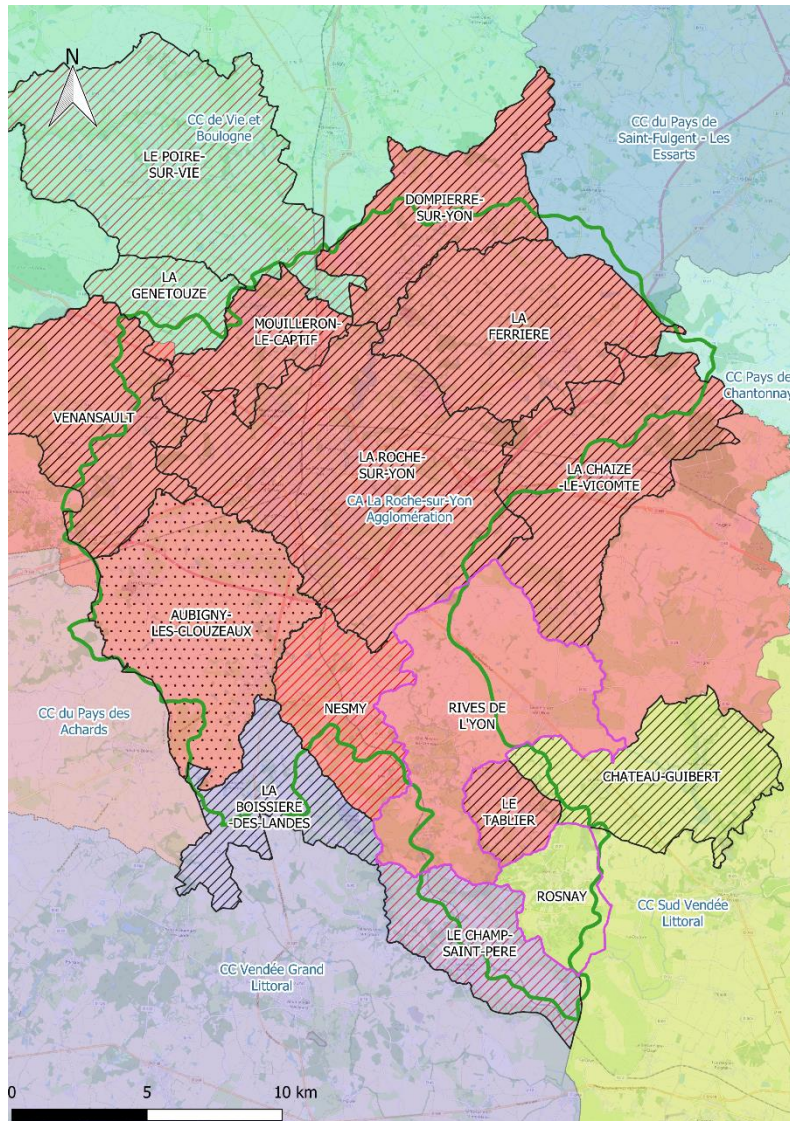 N
CC de Vie et
Boulogne
LE POIRE-
SUR-VIE
CC du Pays de
Saint-Fulgent - Les
Essarts
DOMPIERRE-
SUR-YON
LA
GENETOUZE
MOUILLERON-
LE-CAPTIF
LA
FERRIERE
CC Pays de
Chantonnay
VENANSAULT
LA ROCHE-
SUR-YON
CA La Roche-sur-Yon
Agglomération
LA CHAIZE
-LE-VICOMTE
AUBIGNY-
LES-CLOUZEAUX
NESMY
RIVES DE
L'YON
CC du Pays des
Achards
CHATEAU-GUIBERT
LA
BOISSIERE
-DES-LANDES
LE
TABLIER
ROSNAY
CC Sud Vendée
Littoral
LE CHAMP-
SAINT-PERE
CC Vendée Grand
Littoral
0 5 10 km